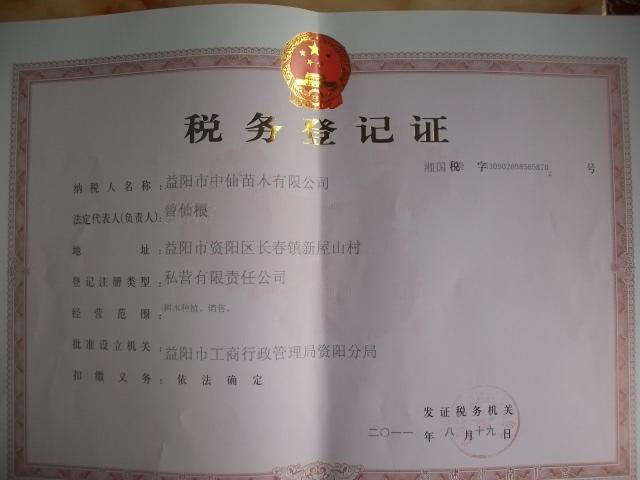 税务登记证
湘国税 字 号
纳税人名称：益阳市中仙苗木有限公司
法定代表人(负责人)：曾仙根
地 址：益阳市资阳区长春镇新屋山村
登记注册类型：私营有限责任公司
经营范围：树木种植、销售。
批准设立机关：益阳市工商行政管理局资阳分局
扣缴义务：依法确定
发证税务机关
二〇一一年八月十九日